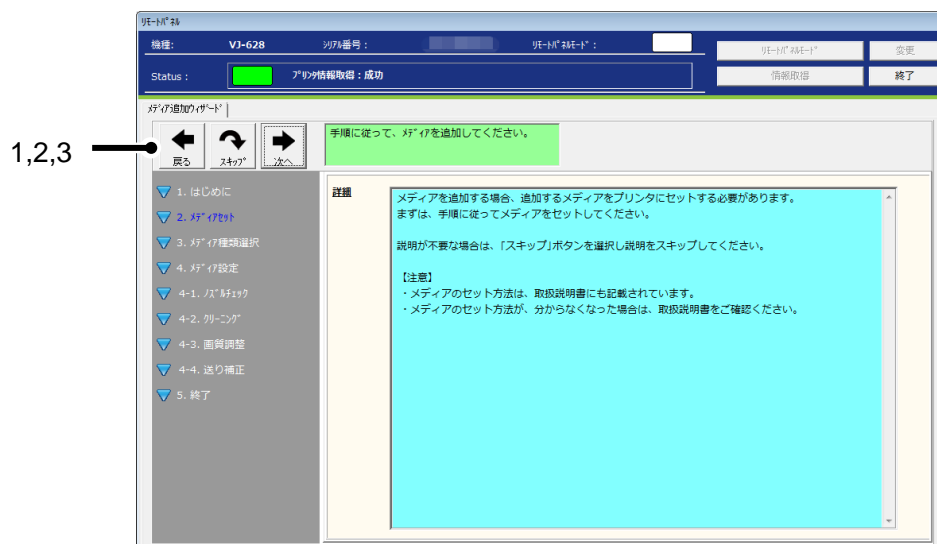 ﾘﾓｰﾄﾊﾟﾈﾙ
機種: VJ-628 ｼﾘｱﾙ番号: ﾘﾓｰﾄﾊﾟﾈﾙﾓｰﾄﾞ: ﾘﾓｰﾄﾊﾟﾈﾙﾓｰﾄﾞ 変更
Status: ﾌﾟﾘﾝﾀ情報取得:成功 情報取得 終了
ﾒﾃﾞｨｱ追加ｳｨｻﾞｰﾄﾞ
1,2,3
戻る ｽｷｯﾌﾟ 次へ
手順に従って、ﾒﾃﾞｨｱを追加してください。
1. はじめに
2. ﾒﾃﾞｨｱｾｯﾄ
3. ﾒﾃﾞｨｱ種類選択
4. ﾒﾃﾞｨｱ設定
4-1. ﾉｽﾞﾙﾁｪｯｸ
4-2. ｸﾘｰﾆﾝｸﾞ
4-3. 画質調整
4-4. 送り補正
5. 終了
詳細
メディアを追加する場合、追加するメディアをプリンタにセットする必要があります。
まずは、手順に従ってメディアをセットしてください。
説明が不要な場合は、「スキップ」ボタンを選択し説明をスキップしてください。
【注意】
・メディアのセット方法は、取扱説明書にも記載されています。
・メディアのセット方法が、分からなくなった場合は、取扱説明書をご確認ください。